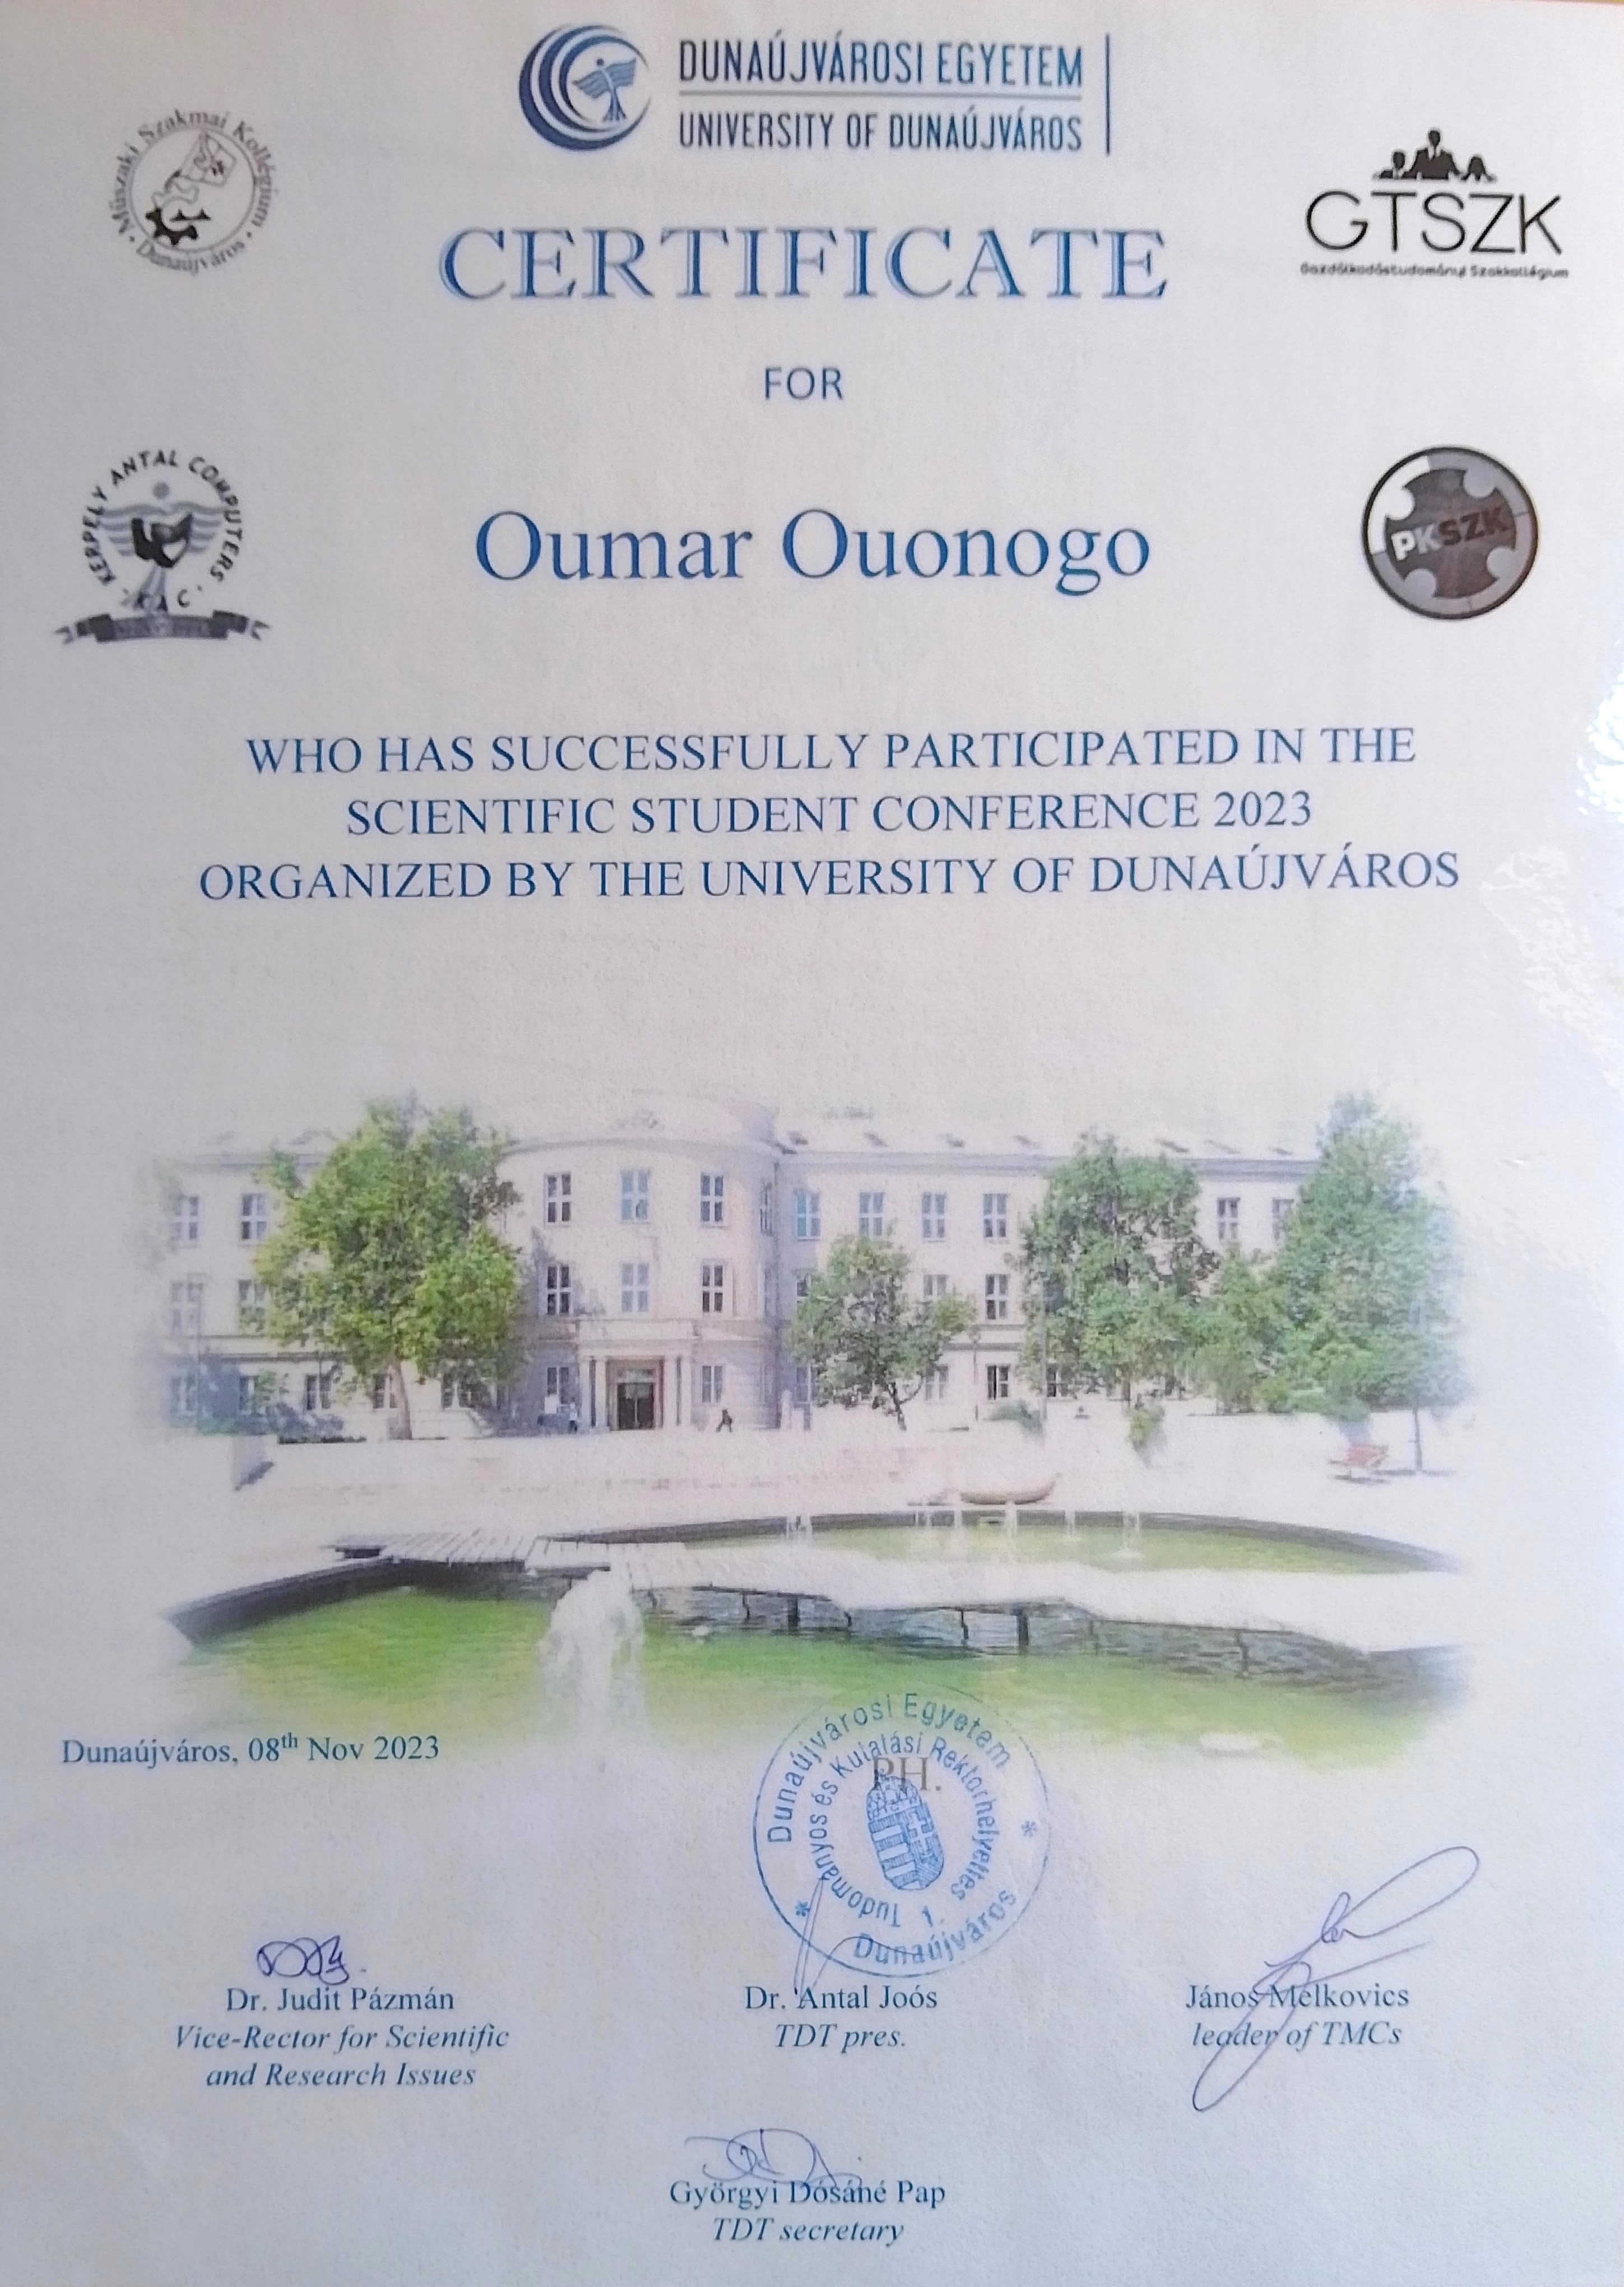 DUNAÚJVÁROSI EGYETEM
UNIVERSITY OF DUNAÚJVÁROS
Műszaki Szakmai Kollégium
Dunaújváros
GTSZK
Gazdálkodástudományi Szakkollégium
CERTIFICATE
FOR
KERPELY ANTAL COMPUTERS
K A C
Oumar Ouonogo
PKSZK
WHO HAS SUCCESSFULLY PARTICIPATED IN THE
SCIENTIFIC STUDENT CONFERENCE 2023
ORGANIZED BY THE UNIVERSITY OF DUNAÚJVÁROS
Dunaújváros, 08th Nov 2023
PH.
Dunaújvárosi Egyetem
Tudományos és Kutatási Rektorhelyettes
1.
Dunaújváros
Dr. Judit Pázmán
Vice-Rector for Scientific
and Research Issues
Dr. Antal Joós
TDT pres.
János Melkovics
leader of TMCs
Györgyi Dósáné Pap
TDT secretary